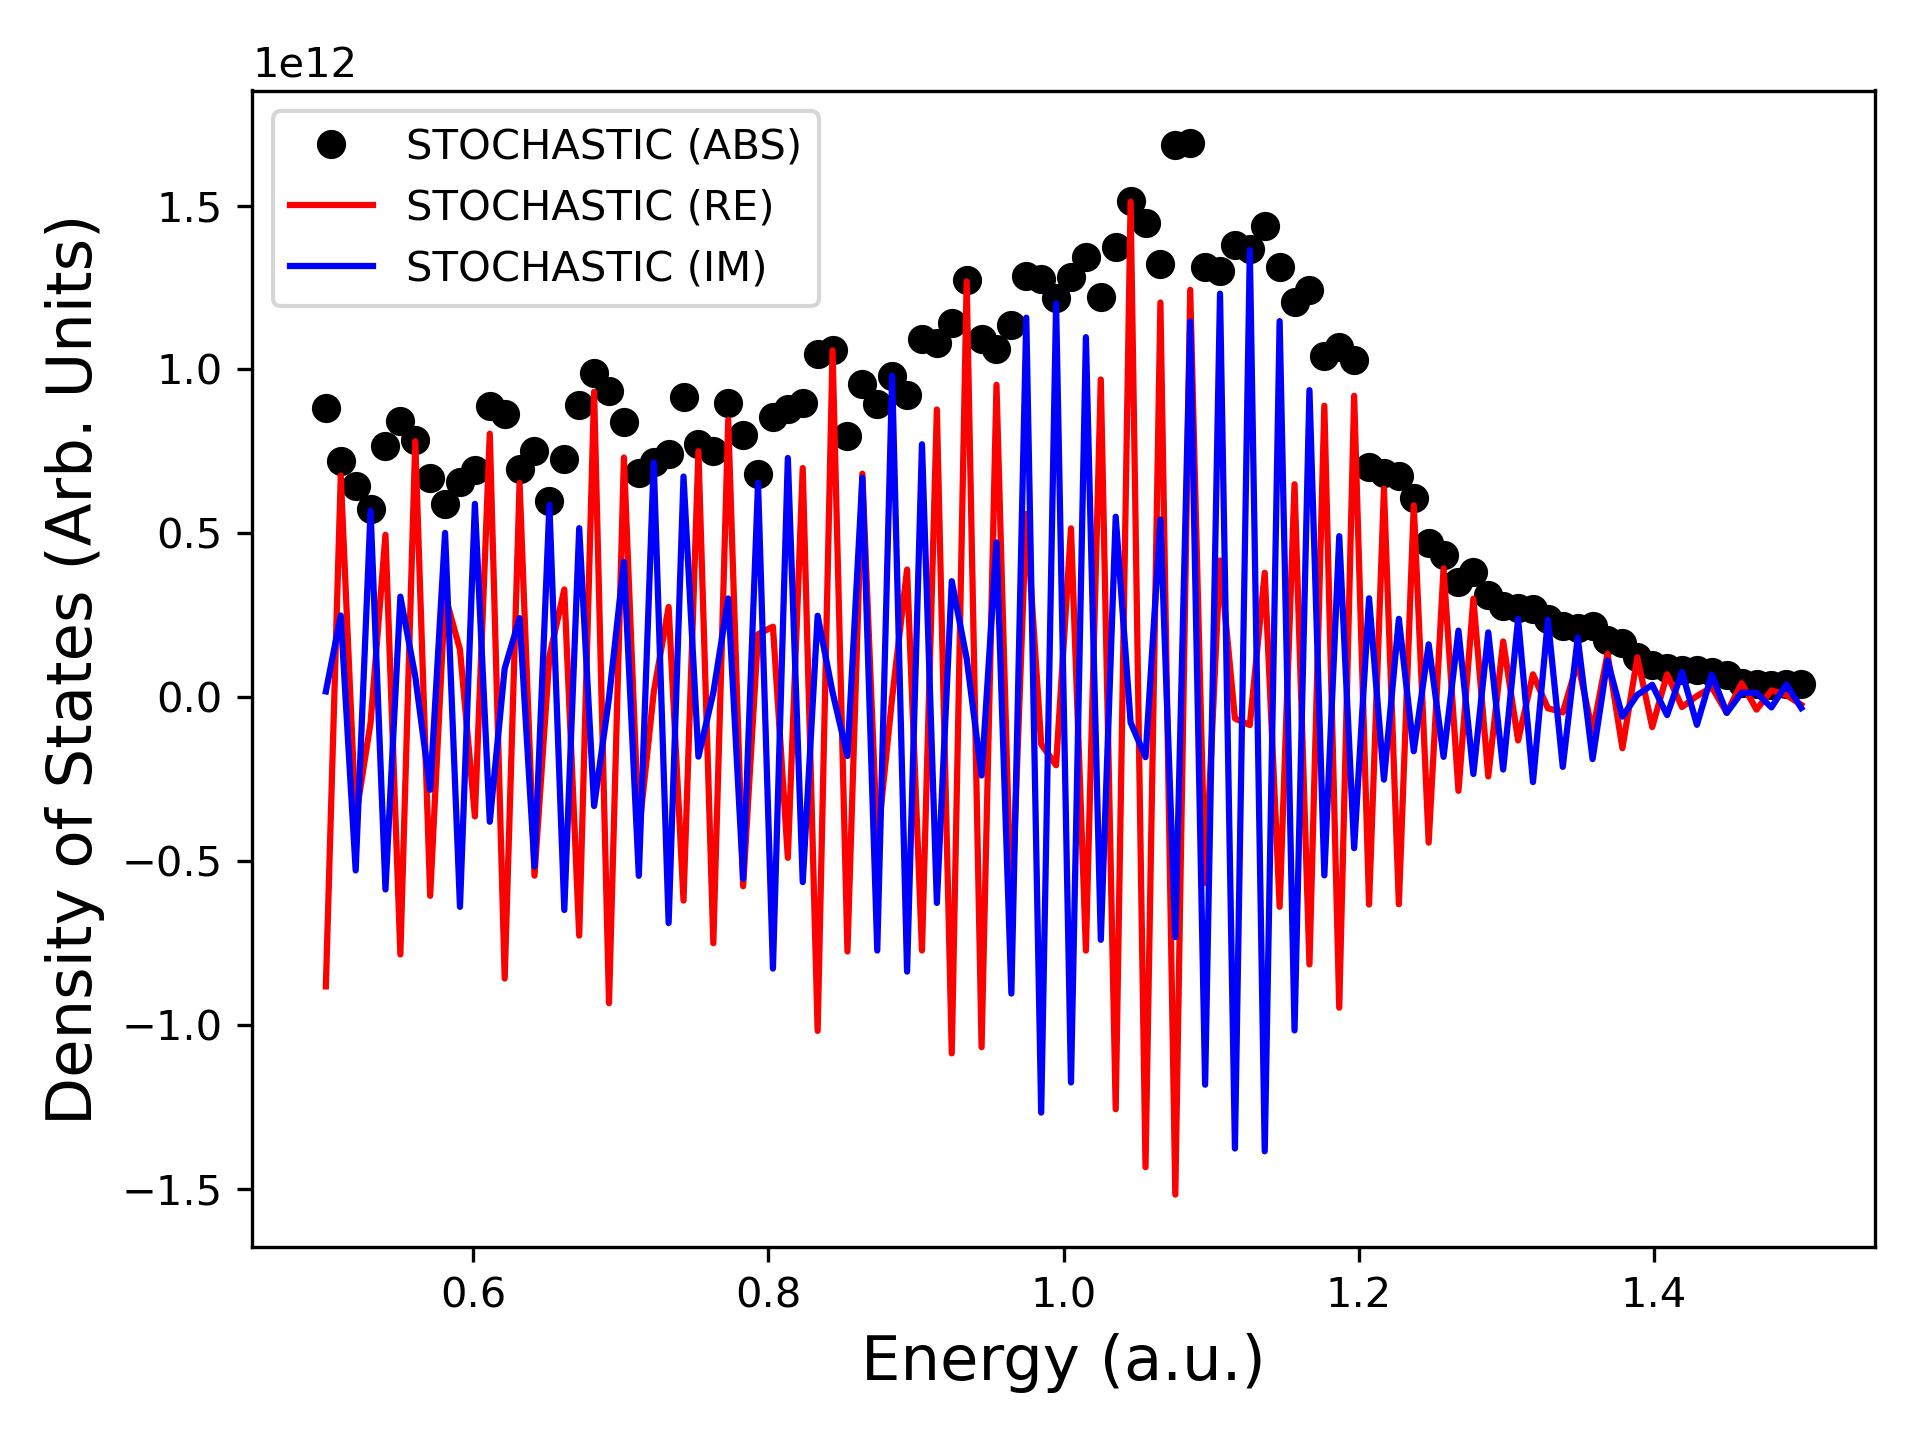 1e12
STOCHASTIC (ABS)
STOCHASTIC (RE)
STOCHASTIC (IM)
Density of States (Arb. Units)
1.5
1.0
0.5
0.0
−0.5
−1.0
−1.5
0.6 0.8 1.0 1.2 1.4
Energy (a.u.)